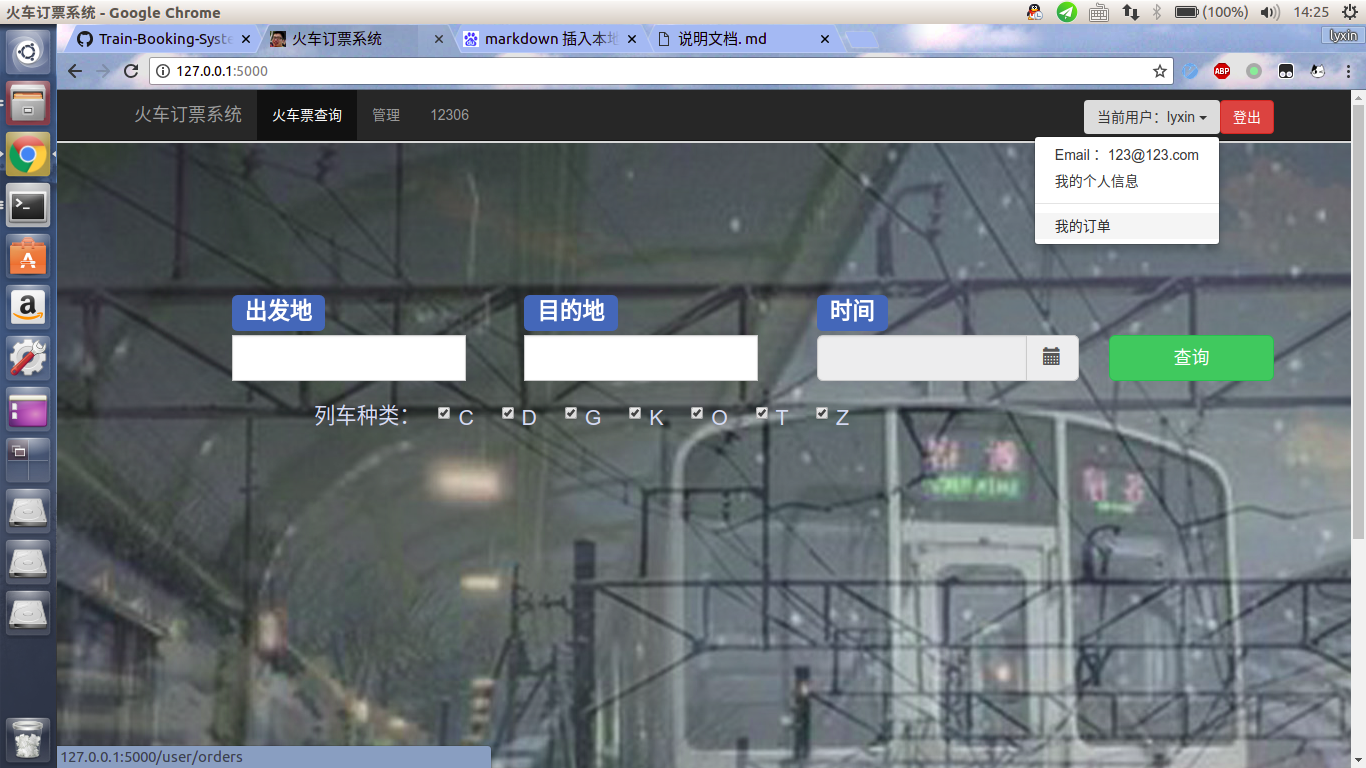 火车订票系统 - Google Chrome
(100%)
14:25
Train-Booking-Syste
火车订票系统
markdown 插入本地
说明文档. md
lyxin
127.0.0.1:5000
ABP
火车订票系统
火车票查询
管理
12306
当前用户：lyxin
登出
Email： 123@123.com
我的个人信息
我的订单
出发地
目的地
时间
查询
列车种类： C D G K O T Z
127.0.0.1:5000/user/orders